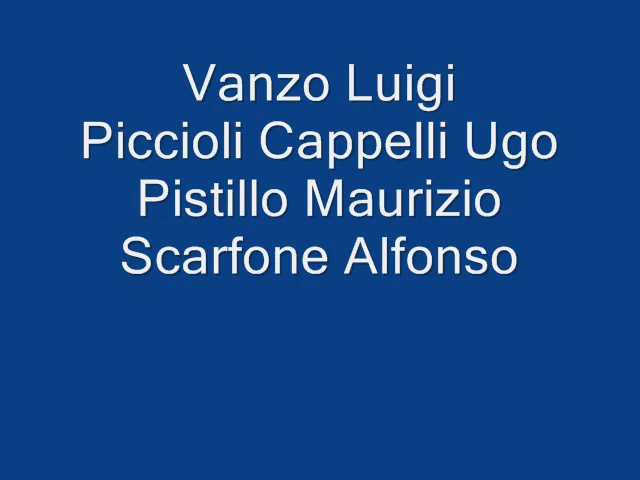 Vanzo Luigi
Piccioli Cappelli Ugo
Pistillo Maurizio
Scarfone Alfonso